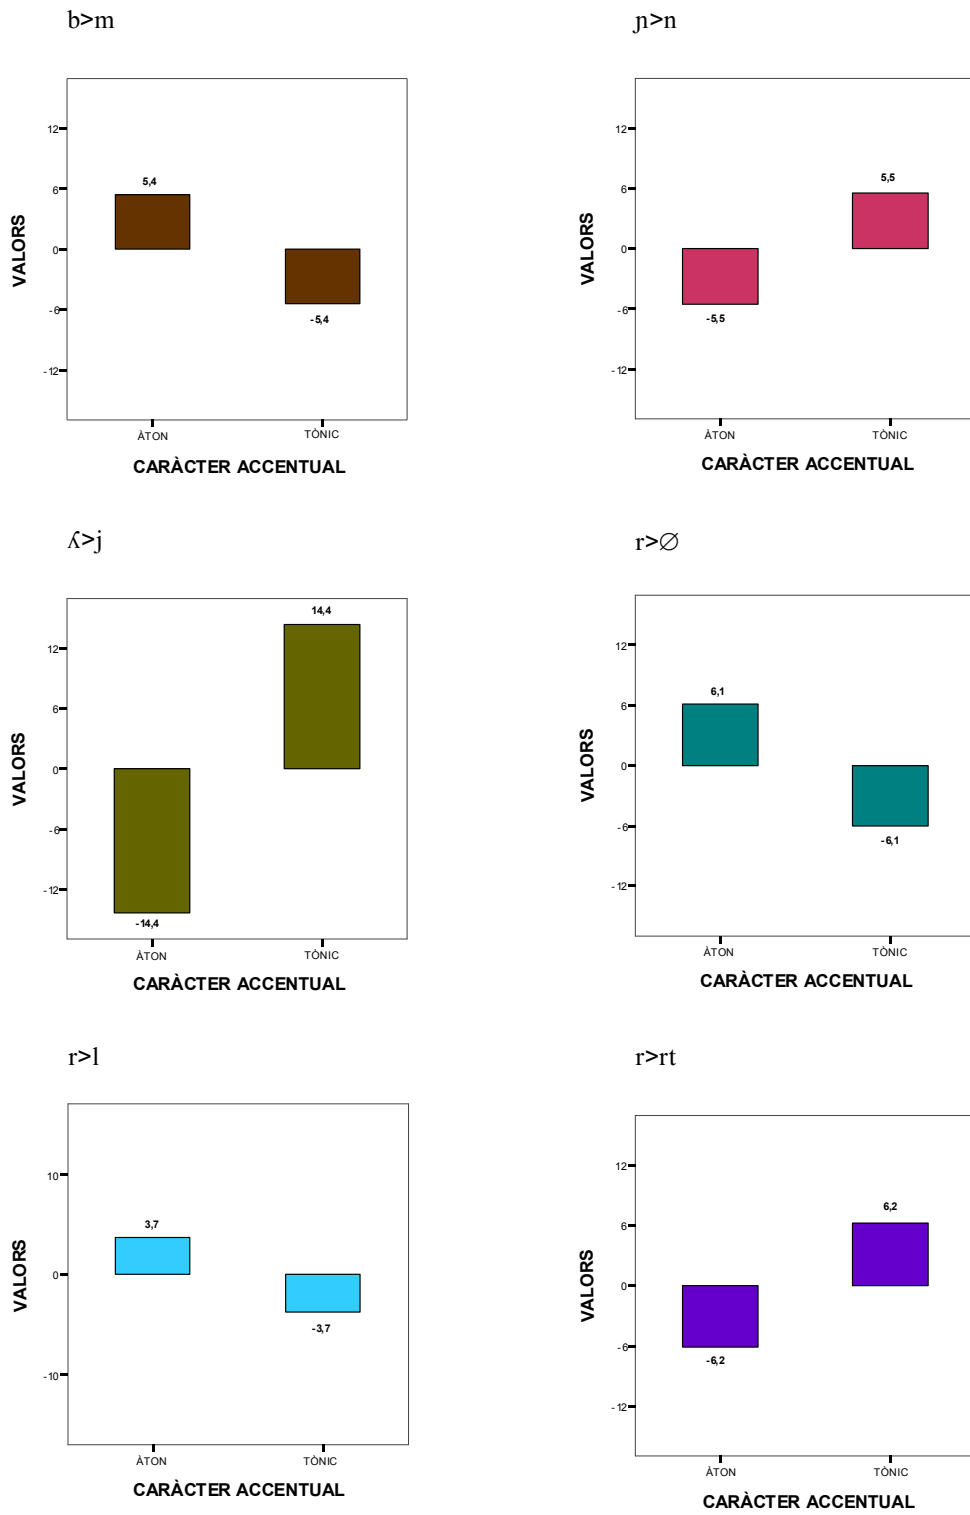 b>m
12
6
0
-6
-12
5,4
-5,4
VALORS
ÀTON
TÒNIC
CARÀCTER ACCENTUAL
ɲ>n
12
6
0
-6
-12
5,5
-5,5
VALORS
ÀTON
TÒNIC
CARÀCTER ACCENTUAL
ʎ>j
12
6
0
-6
-12
14,4
-14,4
VALORS
ÀTON
TÒNIC
CARÀCTER ACCENTUAL
r>∅
12
6
0
-6
-12
6,1
-6,1
VALORS
ÀTON
TÒNIC
CARÀCTER ACCENTUAL
r>l
10
0
-10
3,7
-3,7
VALORS
ÀTON
TÒNIC
CARÀCTER ACCENTUAL
r>rt
12
6
0
-6
-12
6,2
-6,2
VALORS
ÀTON
TÒNIC
CARÀCTER ACCENTUAL